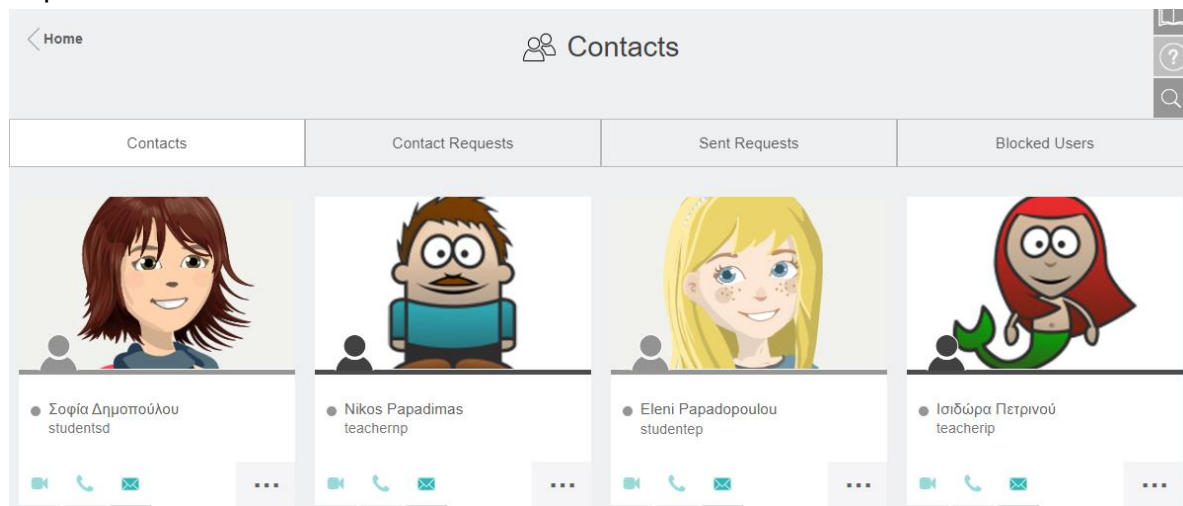 Home
Contacts
Contacts
Contact Requests
Sent Requests
Blocked Users
Σοφία Δημοπούλου
studentsd
Nikos Papadimas
teachernp
Eleni Papadopoulou
studentep
Ισιδώρα Πετρινού
teacherip